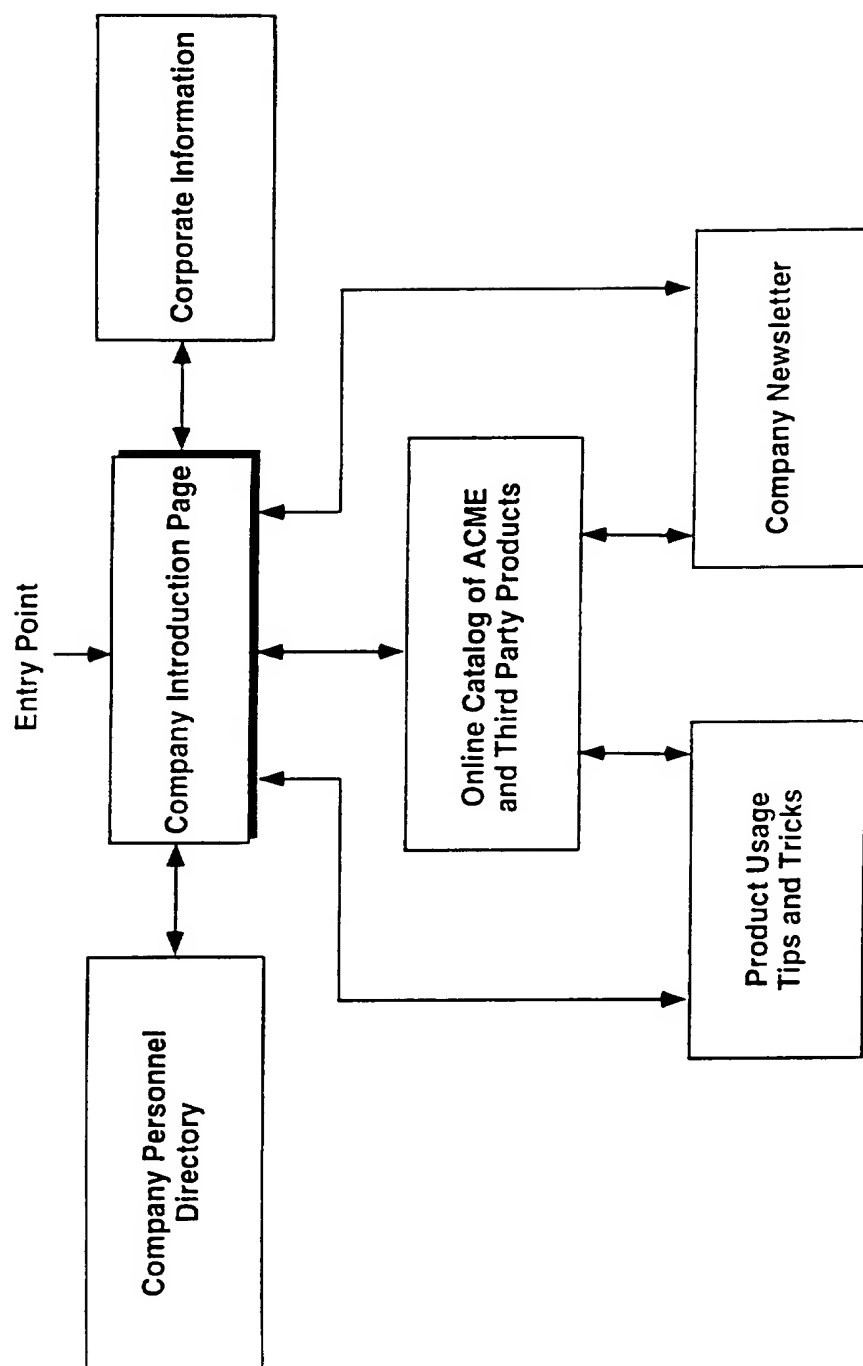 Entry Point
Company Personnel
Directory
Company Introduction Page
Corporate Information
Online Catalog of ACME
and Third Party Products
Product Usage
Tips and Tricks
Company Newsletter